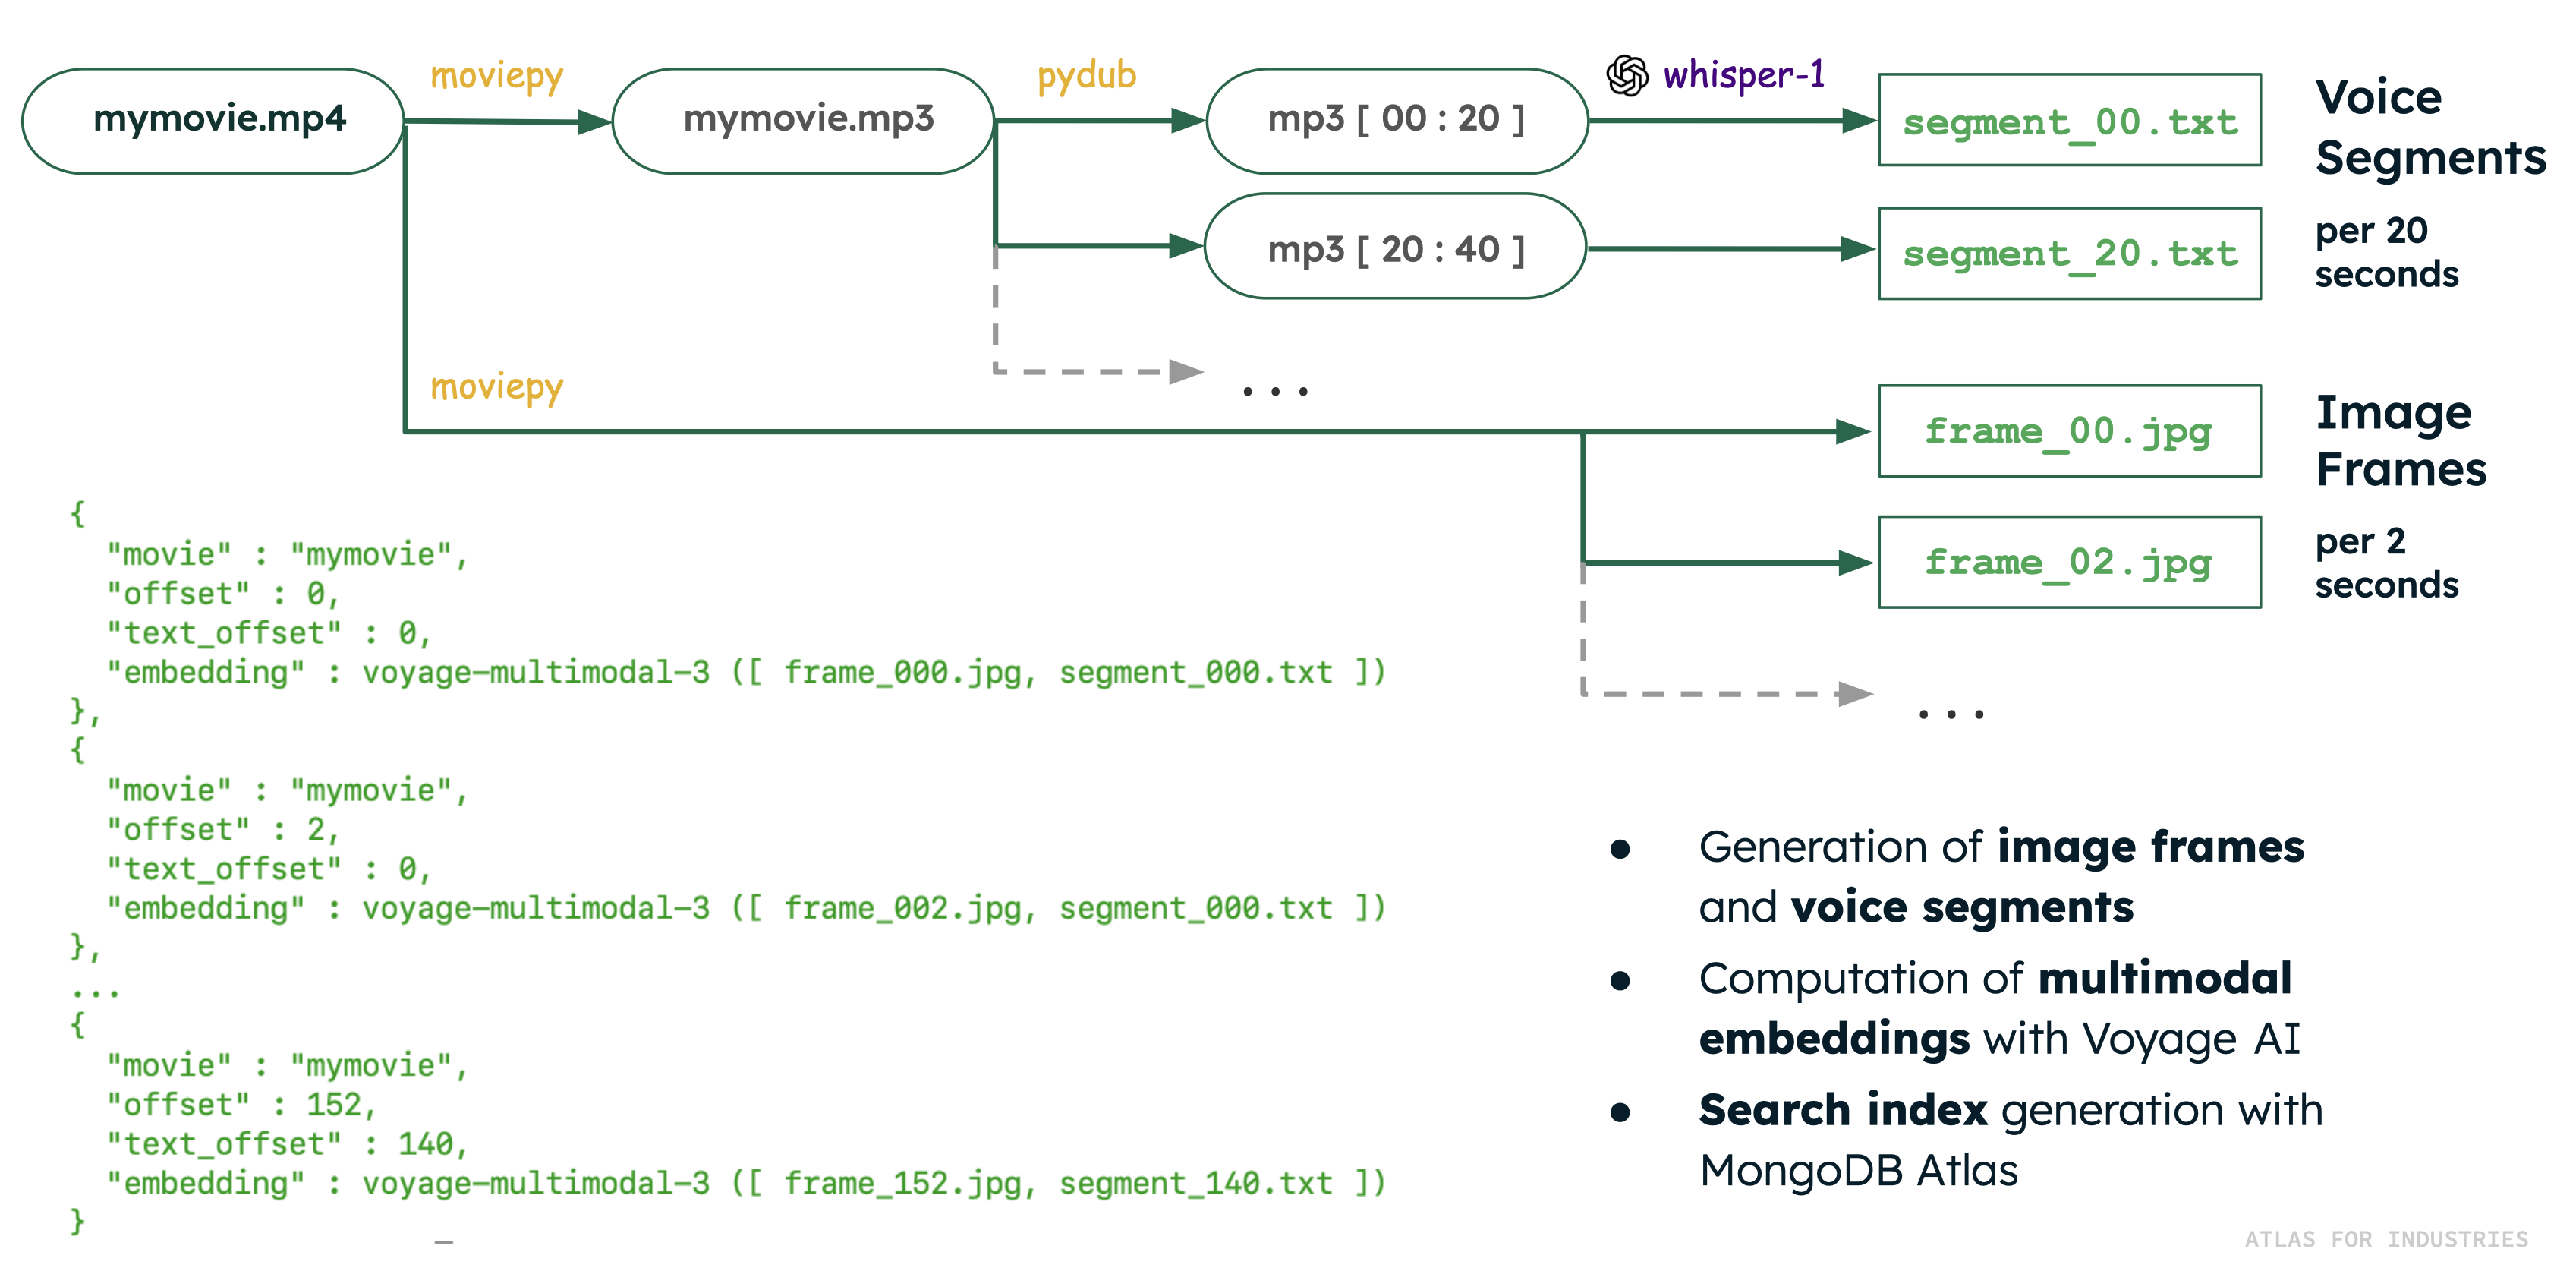 moviepy
pydub
whisper-1
mymovie.mp4
mymovie.mp3
mp3 [ 00 : 20 ]
segment_00.txt
Voice
Segments
per 20
seconds
mp3 [ 20 : 40 ]
segment_20.txt
...
moviepy
frame_00.jpg
Image
Frames
per 2
seconds
frame_02.jpg
...
{
"movie" : "mymovie",
"offset" : 0,
"text_offset" : 0,
"embedding" : voyage-multimodal-3 ([ frame_000.jpg, segment_000.txt ])
},
{
"movie" : "mymovie",
"offset" : 2,
"text_offset" : 0,
"embedding" : voyage-multimodal-3 ([ frame_002.jpg, segment_000.txt ])
},
...
{
"movie" : "mymovie",
"offset" : 152,
"text_offset" : 140,
"embedding" : voyage-multimodal-3 ([ frame_152.jpg, segment_140.txt ])
}
_
● Generation of image frames
and voice segments
● Computation of multimodal
embeddings with Voyage AI
● Search index generation with
MongoDB Atlas
ATLAS FOR INDUSTRIES